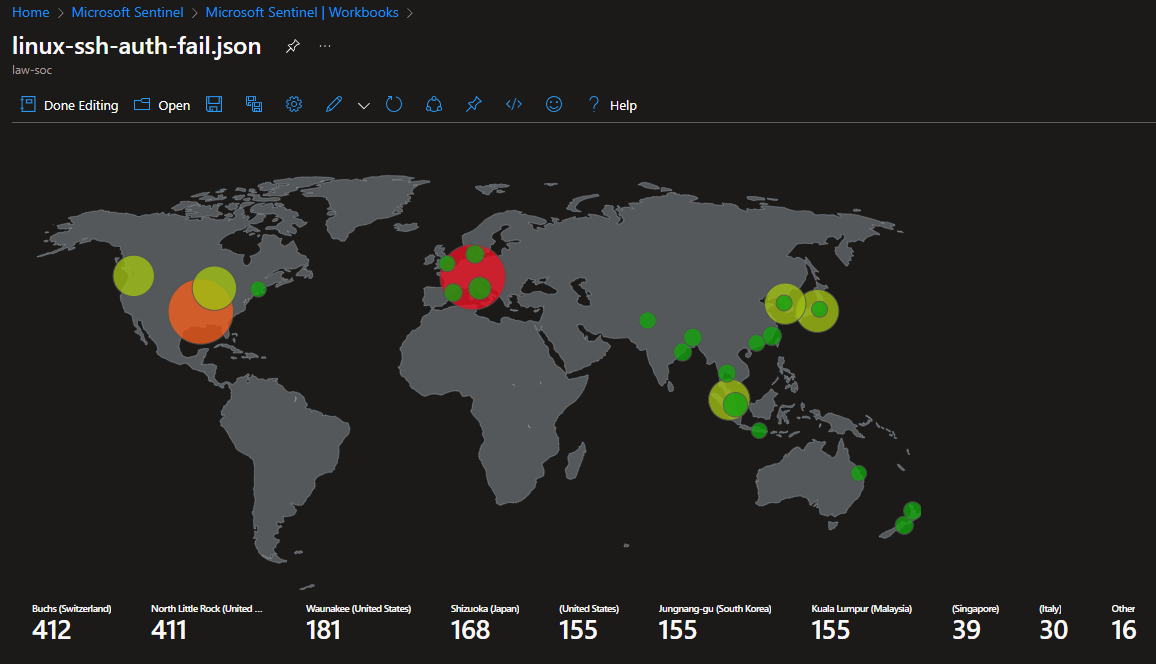 Home > Microsoft Sentinel > Microsoft Sentinel | Workbooks >
linux-ssh-auth-fail.json ...
law-soc
Done Editing Open ? Help
Buchs (Switzerland) North Little Rock (United ... Waunakee (United States) Shizuoka (Japan) (United States) Jungnang-gu (South Korea) Kuala Lumpur (Malaysia) (Singapore) (Italy) Other
412 411 181 168 155 155 155 39 30 16